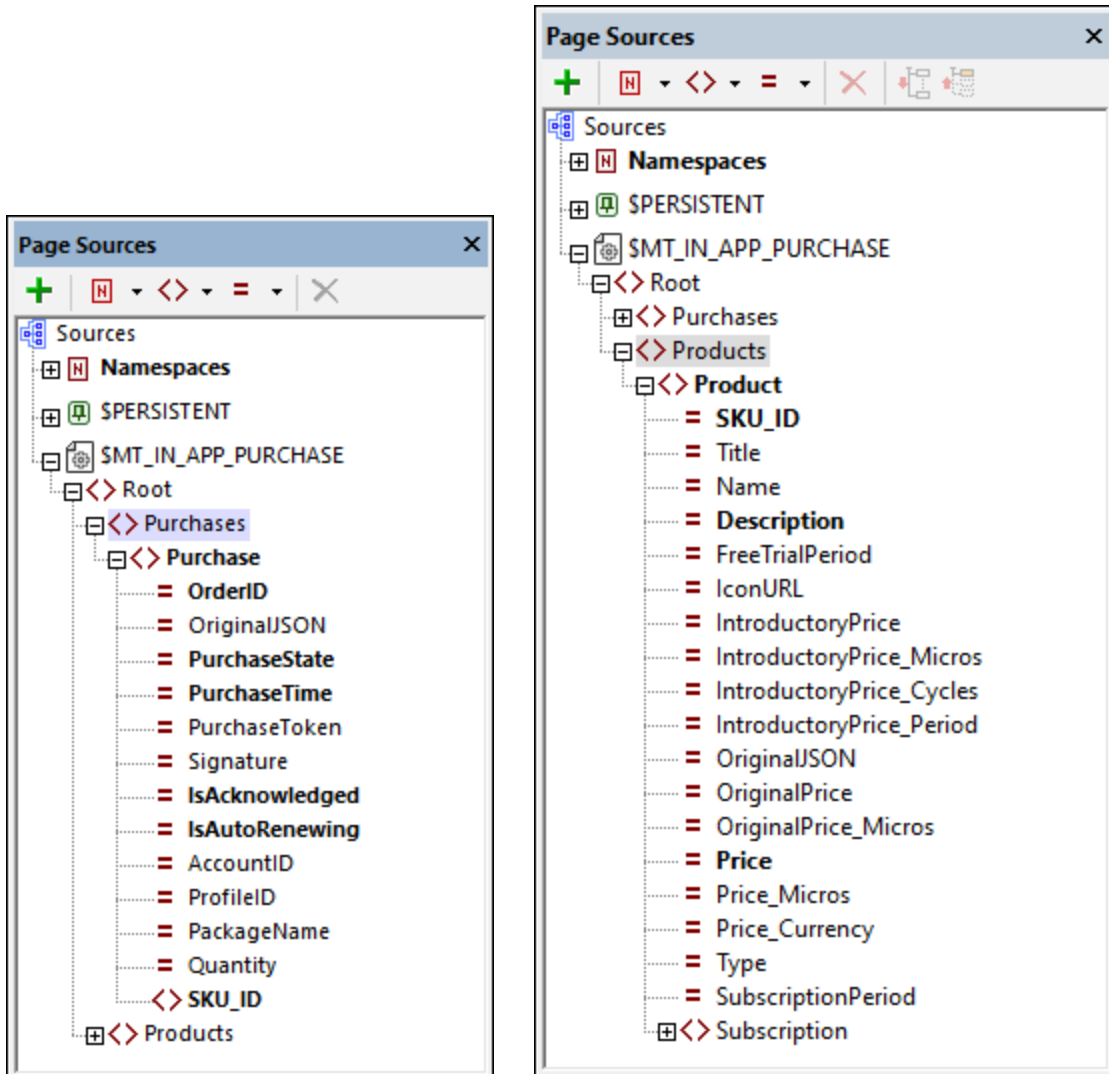 Page Sources
Sources
Namespaces
$PERSISTENT
$MT_IN_APP_PURCHASE
Root
Purchases
Purchase
OrderID
OriginalJSON
PurchaseState
PurchaseTime
PurchaseToken
Signature
IsAcknowledged
IsAutoRenewing
AccountID
ProfileID
PackageName
Quantity
SKU_ID
Products
Page Sources
Sources
Namespaces
$PERSISTENT
$MT_IN_APP_PURCHASE
Root
Purchases
Products
Product
SKU_ID
Title
Name
Description
FreeTrialPeriod
IconURL
IntroductoryPrice
IntroductoryPrice_Micros
IntroductoryPrice_Cycles
IntroductoryPrice_Period
OriginalJSON
OriginalPrice
OriginalPrice_Micros
Price
Price_Micros
Price_Currency
Type
SubscriptionPeriod
Subscription